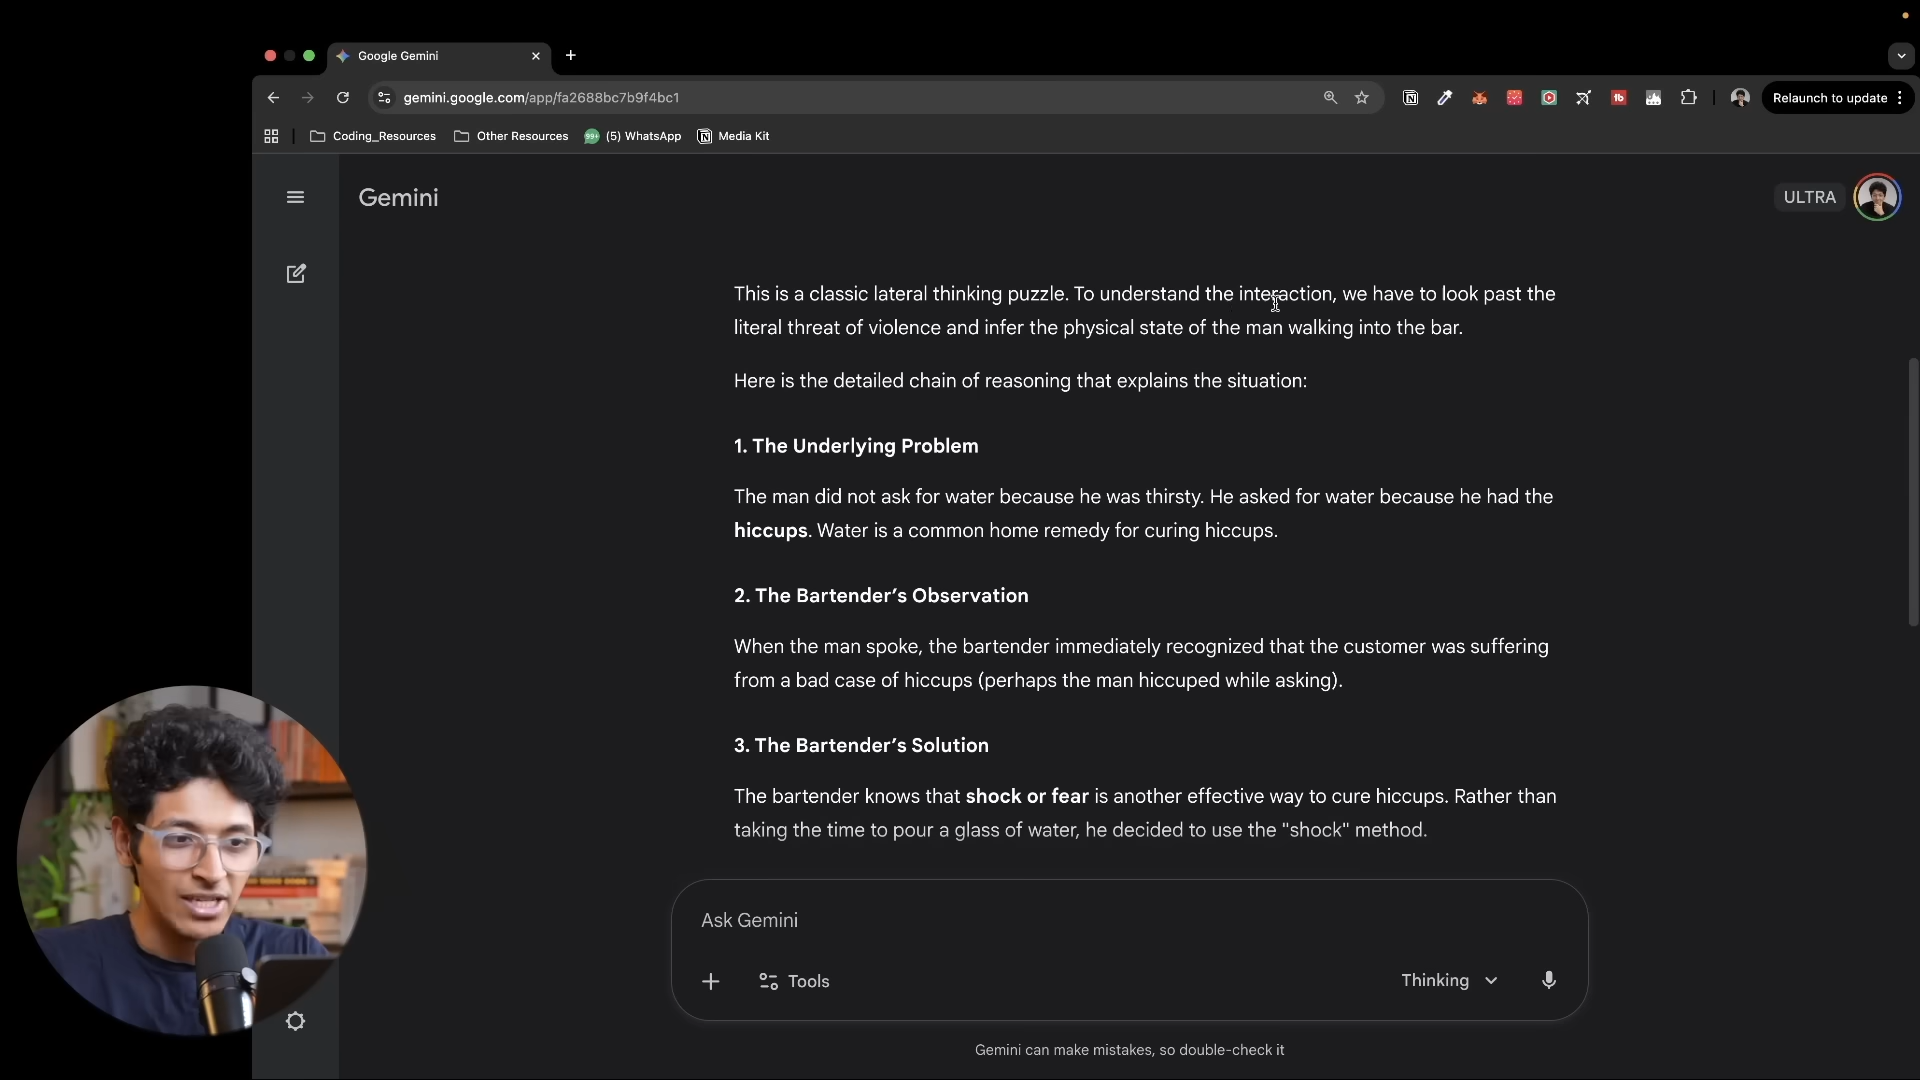 Google Gemini
gemini.google.com/app/fa2688bc7b9f4bc1
Relaunch to update
Coding_Resources
Other Resources
99+
(5) WhatsApp
Media Kit
Gemini
ULTRA
This is a classic lateral thinking puzzle. To understand the interaction, we have to look past the
literal threat of violence and infer the physical state of the man walking into the bar.
Here is the detailed chain of reasoning that explains the situation:
1. The Underlying Problem
The man did not ask for water because he was thirsty. He asked for water because he had the
hiccups. Water is a common home remedy for curing hiccups.
2. The Bartender’s Observation
When the man spoke, the bartender immediately recognized that the customer was suffering
from a bad case of hiccups (perhaps the man hiccuped while asking).
3. The Bartender’s Solution
The bartender knows that shock or fear is another effective way to cure hiccups. Rather than
taking the time to pour a glass of water, he decided to use the "shock" method.
Ask Gemini
Tools
Thinking
Gemini can make mistakes, so double-check it